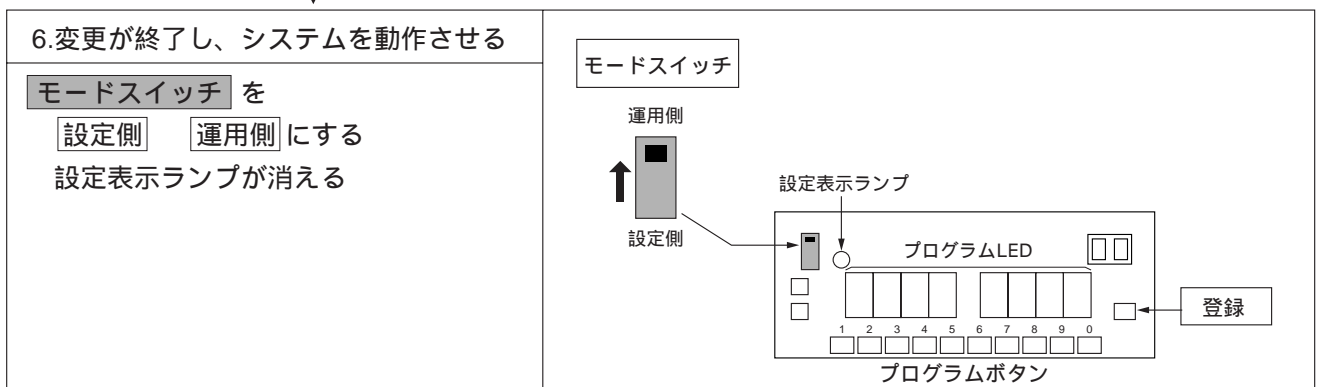 6.変更が終了し、システムを動作させる
モードスイッチ を
設定側 運用側 にする
設定表示ランプが消える
モードスイッチ
運用側
設定側
設定表示ランプ
プログラムLED
登録
1 2 3 4 5 6 7 8 9 0
プログラムボタン